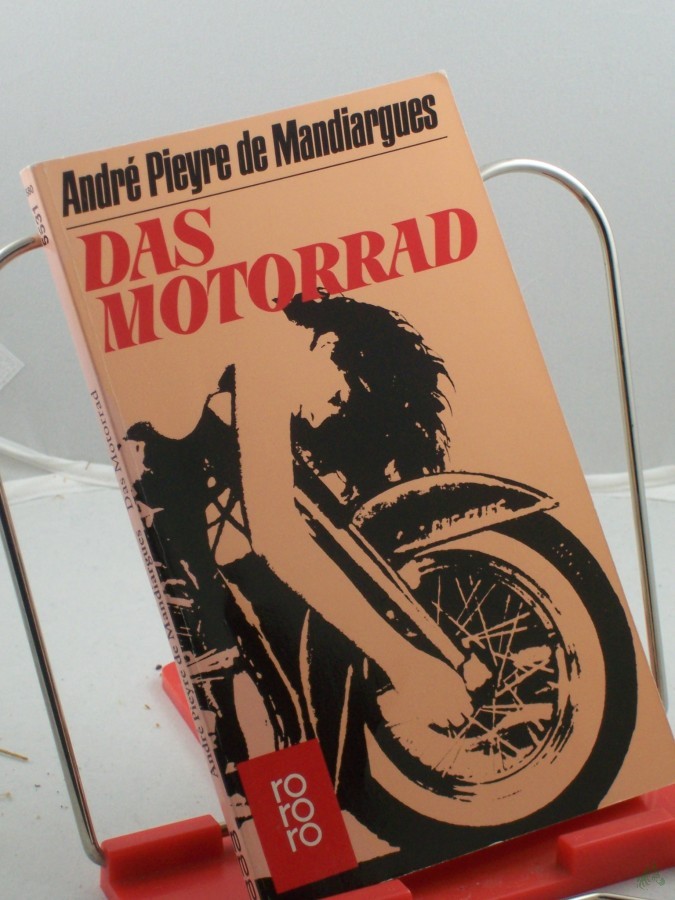 André Pieyre de Mandiargues
DAS
MOTORRAD
ro
ro
ro
André Pieyre de Mandiargues Das Motorrad